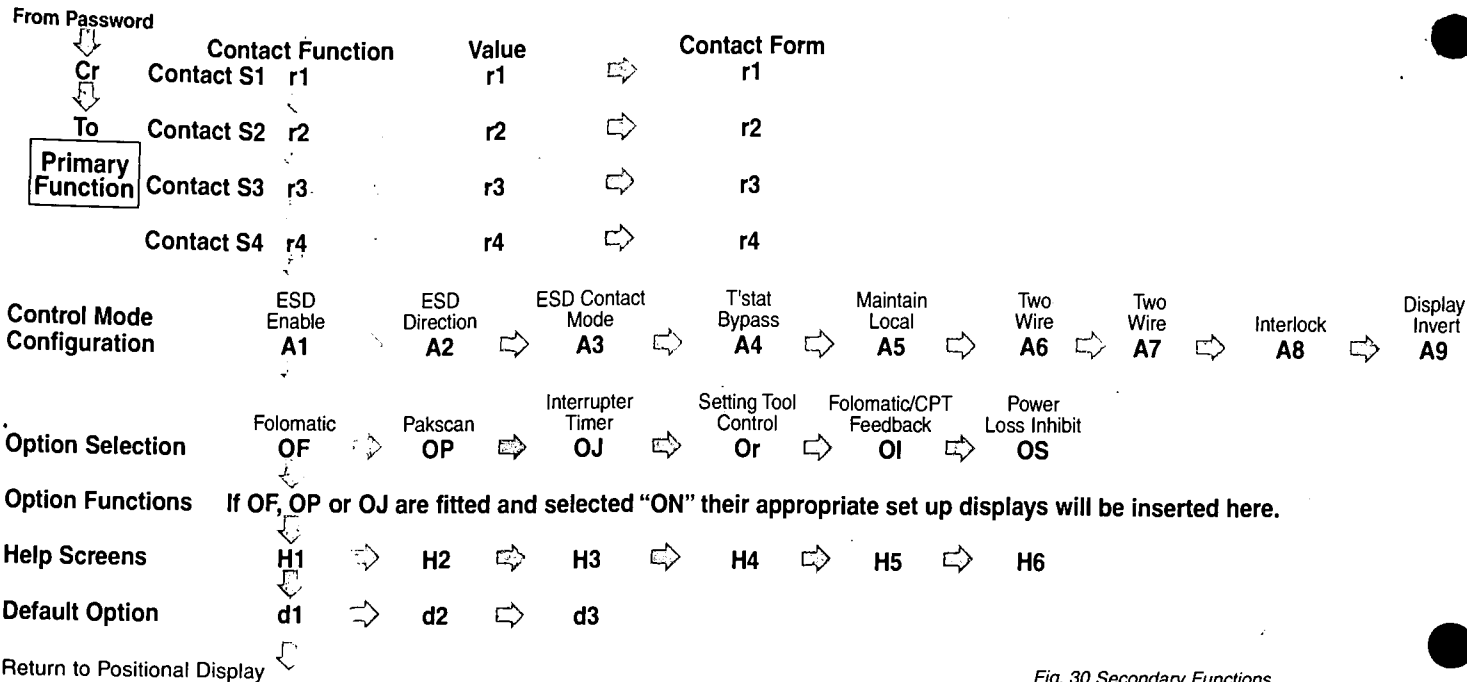 From Password
Contact Function Value Contact Form
Cr Contact S1 r1 r1 r1
To Contact S2 r2 r2 r2
Primary
Function Contact S3 r3 r3 r3
Contact S4 r4 r4 r4
Control Mode
Configuration
ESD
Enable
A1
ESD
Direction
A2
ESD Contact
Mode
A3
T'stat
Bypass
A4
Maintain
Local
A5
Two
Wire
A6
Two
Wire
A7
Interlock
A8
Display
Invert
A9
Option Selection
Folomatic
OF
Pakscan
OP
Interrupter
Timer
OJ
Setting Tool
Control
Or
Folomatic/CPT
Feedback
OI
Power
Loss Inhibit
OS
Option Functions If OF, OP or OJ are fitted and selected “ON” their appropriate set up displays will be inserted here.
Help Screens H1 H2 H3 H4 H5 H6
Default Option d1 d2 d3
Return to Positional Display
Fig. 30 Secondary Functions